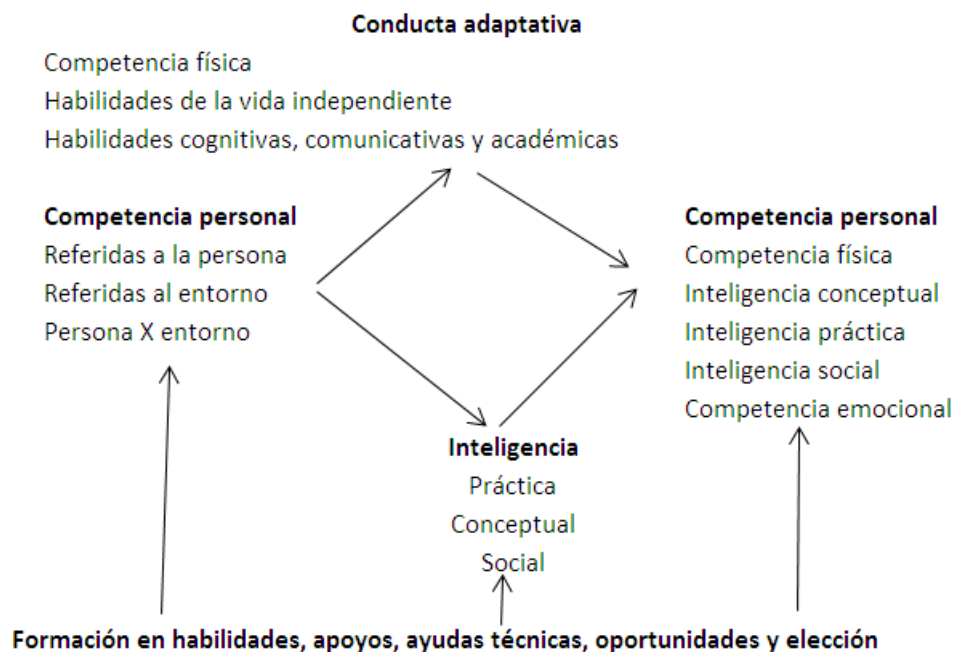 Conducta adaptativa
Competencia física
Habilidades de la vida independiente
Habilidades cognitivas, comunicativas y académicas
Competencia personal
Referidas a la persona
Referidas al entorno
Persona X entorno
Competencia personal
Competencia física
Inteligencia conceptual
Inteligencia práctica
Inteligencia social
Competencia emocional
Inteligencia
Práctica
Conceptual
Social
Formación en habilidades, apoyos, ayudas técnicas, oportunidades y elección